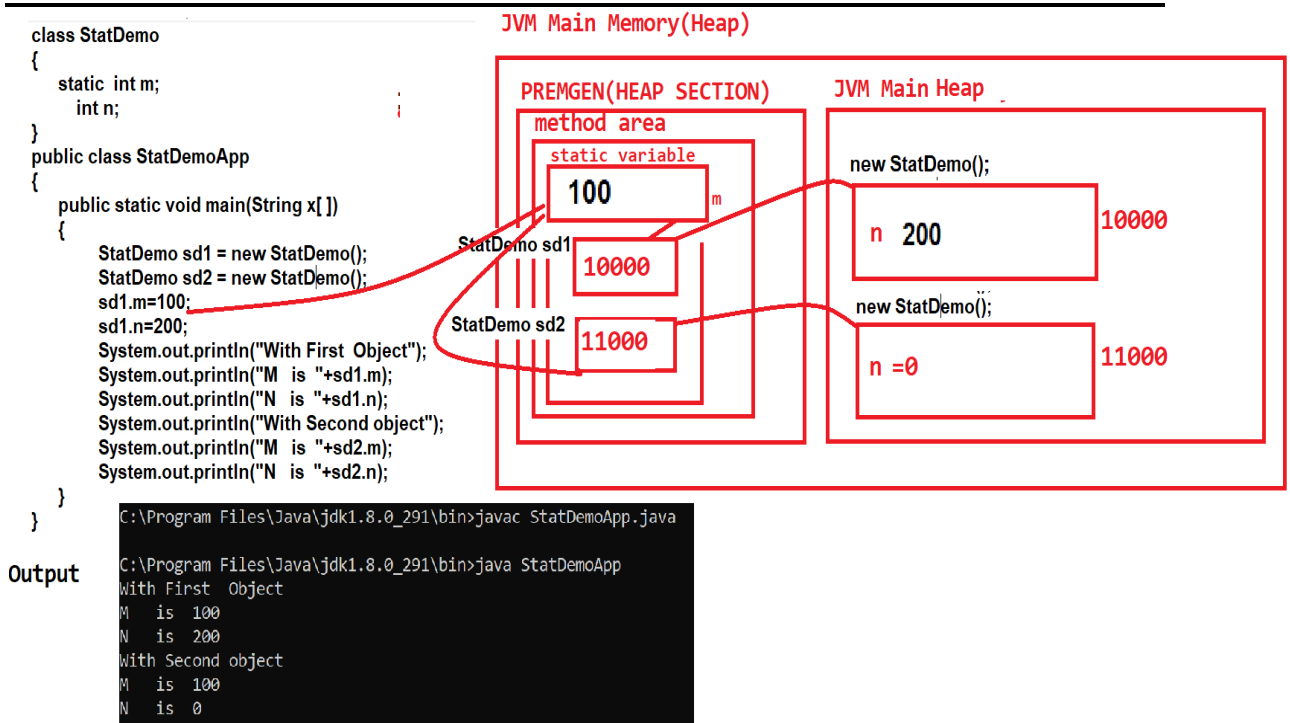 class StatDemo
{
static int m;
int n;
}
public class StatDemoApp
{
public static void main(String x[ ])
{
StatDemo sd1 = new StatDemo();
StatDemo sd2 = new StatDemo();
sd1.m=100;
sd1.n=200;
System.out.println("With First Object");
System.out.println("M is "+sd1.m);
System.out.println("N is "+sd1.n);
System.out.println("With Second object");
System.out.println("M is "+sd2.m);
System.out.println("N is "+sd2.n);
}
}
JVM Main Memory(Heap)
PREMGEN(HEAP SECTION)
method area
static variable
100
m
StatDemo sd1
10000
StatDemo sd2
11000
JVM Main Heap
new StatDemo();
n 200
10000
new StatDemo();
n =0
11000
Output
C:\Program Files\Java\jdk1.8.0_291\bin>javac StatDemoApp.java
C:\Program Files\Java\jdk1.8.0_291\bin>java StatDemoApp
With First  Object
M   is  100
N   is  200
With Second object
M   is  100
N   is  0